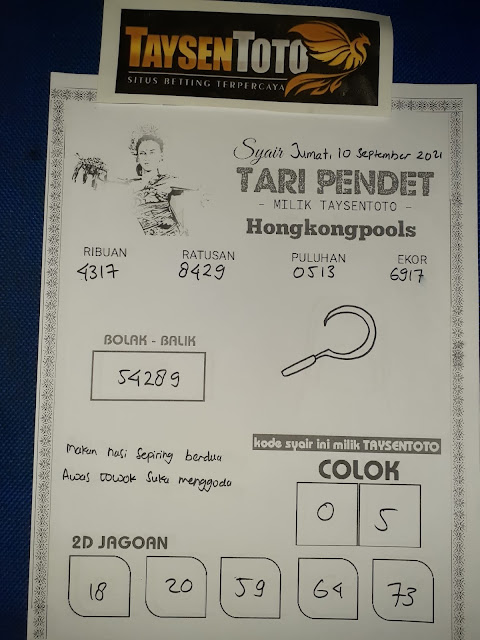 TAYSENTOTO
SITUS BETTING TERPERCAYA
Syair Jumat, 10 September 2021
TARI PENDET
- MILIK TAYSENTOTO -
Hongkongpools
RIBUAN RATUSAN PULUHAN EKOR
4317 8429 0513 6917
BOLAK - BALIK
54289
kode syair ini milik TAYSENTOTO
makan nasi sepiring berdua
Awas cowok suka menggoda
COLOK
0 5
2D JAGOAN
18 20 59 64 73